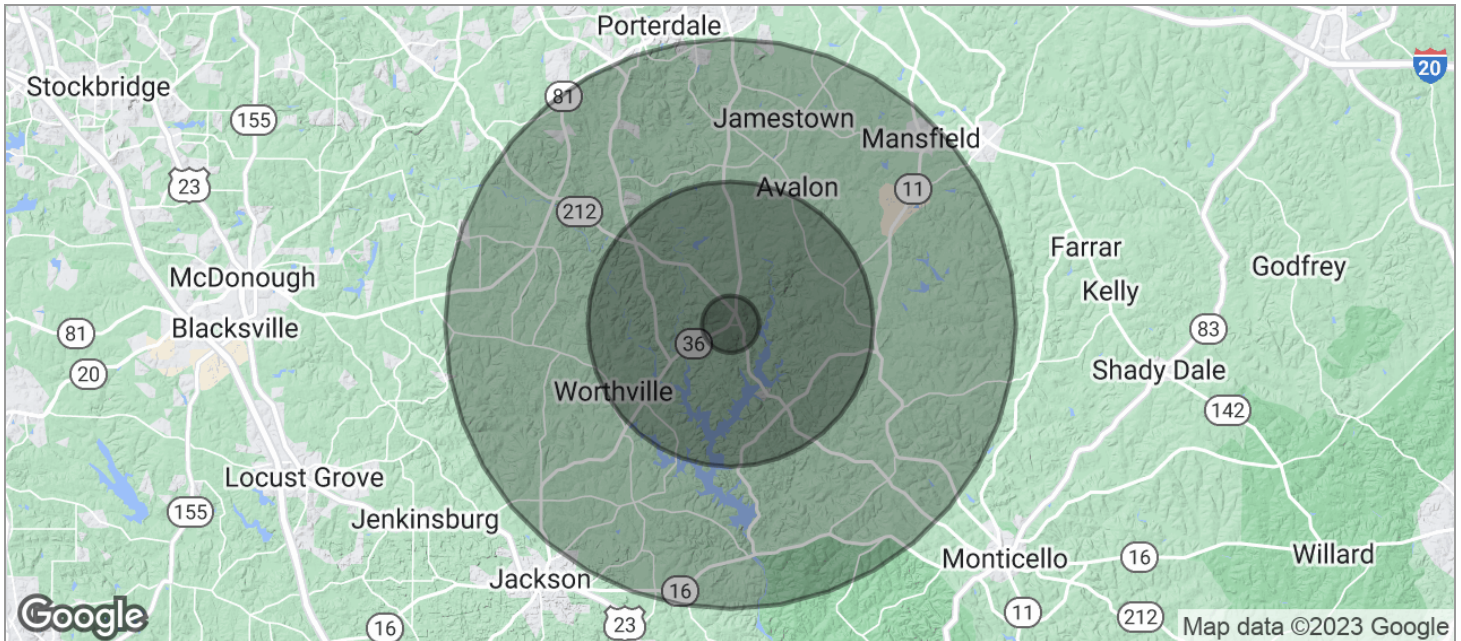 Porterdale
20
Stockbridge
81
155
Jamestown
Mansfield
23
Avalon
11
212
Farrar
Godfrey
McDonough
Kelly
81
Blacksville
83
36
20
Shady Dale
Worthville
142
Locust Grove
155
Jenkinsburg
Willard
Monticello
16
Jackson
16
11
212
Google
16
23
Map data ©2023 Google